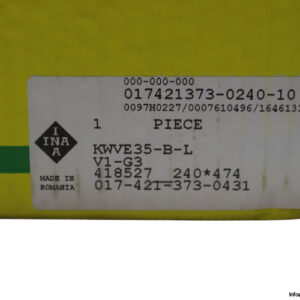 000-000-000
017421373-0240-10
0097H0227/0007610496/1646131
1 PIECE
I
INA
A
KWVE35-B-L
V1-G3
418527 240*474
017-421-373-0431
MADE IN
ROMANIA